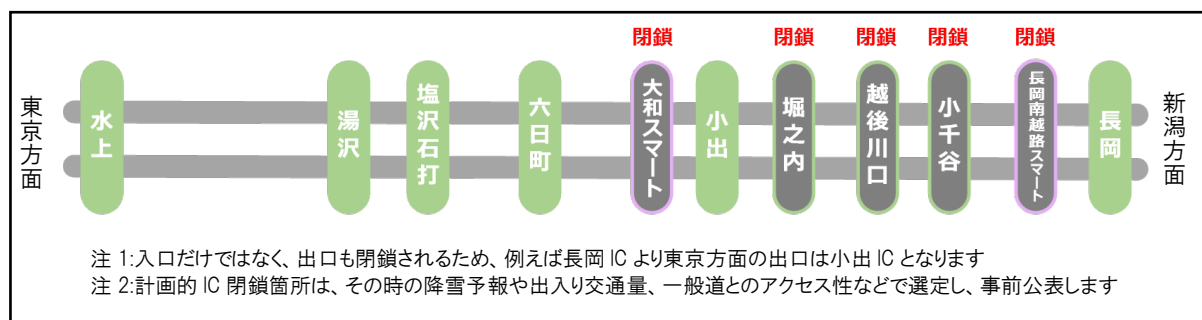 閉鎖 閉鎖 閉鎖 閉鎖 閉鎖
東京方面
水上
湯沢
塩沢石打
六日町
大和スマート
小出
堀之内
越後川口
小千谷
長岡南越路スマート
長岡
新潟方面
注 1:入口だけではなく、出口も閉鎖されるため、例えば長岡 IC より東京方面の出口は小出 IC となります
注 2:計画的 IC 閉鎖箇所は、その時の降雪予報や出入り交通量、一般道とのアクセス性などで選定し、事前公表します